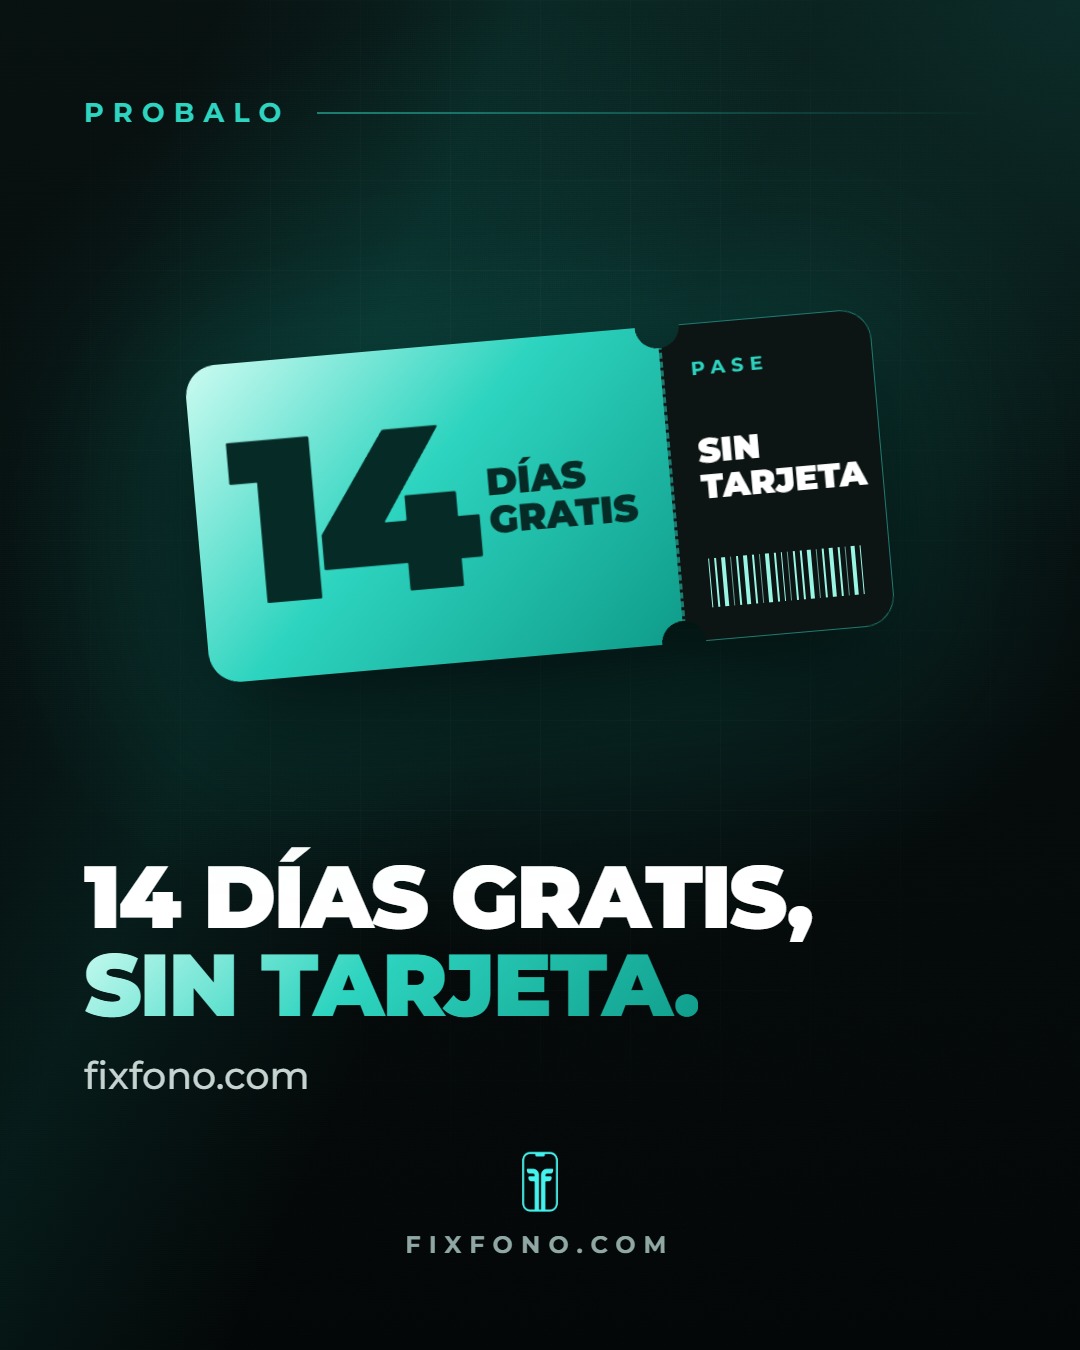 PROBALO
14
DÍAS
GRATIS
PASE
SIN
TARJETA
14 DÍAS GRATIS,
SIN TARJETA.
fixfono.com
FIXFONO.COM